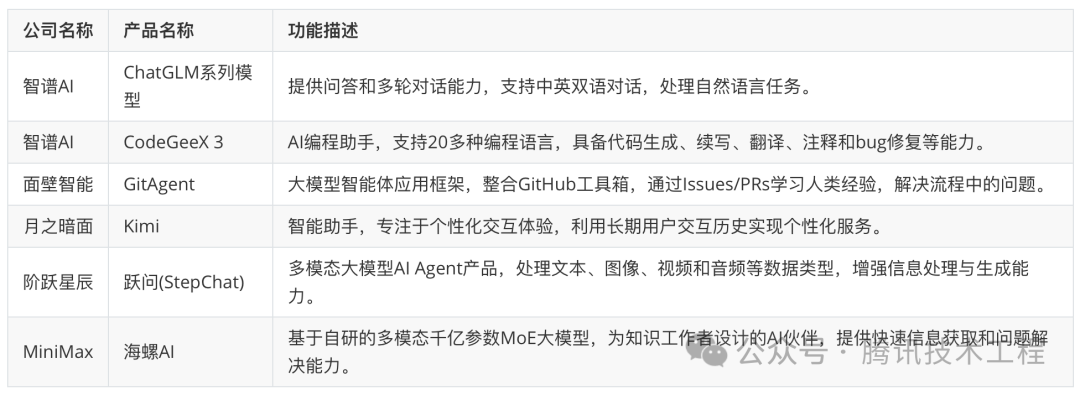 公司名称 产品名称 功能描述
智谱AI ChatGLM系列模型 提供问答和多轮对话能力，支持中英双语对话，处理自然语言任务。
智谱AI CodeGeeX 3 AI编程助手，支持20多种编程语言，具备代码生成、续写、翻译、注释和bug修复等能力。
面壁智能 GitAgent 大模型智能体应用框架，整合GitHub工具箱，通过Issues/PRs学习人类经验，解决流程中的问题。
月之暗面 Kimi 智能助手，专注于个性化交互体验，利用长期用户交互历史实现个性化服务。
阶跃星辰 跃问(StepChat) 多模态大模型AI Agent产品，处理文本、图像、视频和音频等数据类型，增强信息处理与生成能
力。
MiniMax 海螺AI 基于自研的多模态千亿参数MoE大模型，为知识工作者设计的AI伙伴，提供快速信息获取和问题解
决能力。
公众号 · 腾讯技术工程